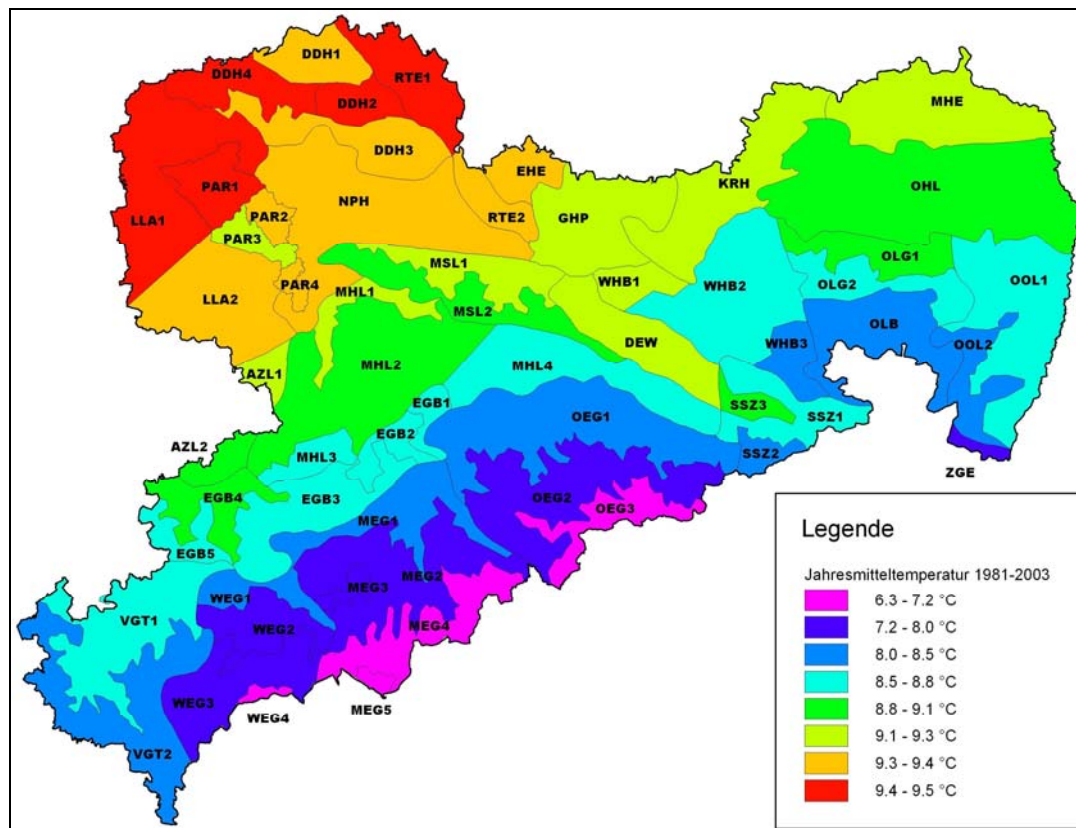 DDH1
DDH4
RTE1
DDH2
MHE
DDH3
EHE
PAR1
KRH
OHL
NPH
PAR2
RTE2
GHP
LLA1
PAR3
OLG1
MSL1
OOL1
PAR4
WHB1
WHB2
OLG2
MHL1
LLA2
MSL2
OLB
DEW
WHB3
OOL2
MHL2
MHL4
AZL1
EGB1
SSZ3
SSZ1
OEG1
EGB2
AZL2
MHL3
SSZ2
ZGE
EGB4
EGB3
OEG2
OEG3
MEG1
EGB5
MEG2
MEG3
WEG1
VGT1
MEG4
WEG2
WEG3
MEG5
WEG4
VGT2
Legende
Jahresmitteltemperatur 1981-2003
6.3 - 7.2 °C
7.2 - 8.0 °C
8.0 - 8.5 °C
8.5 - 8.8 °C
8.8 - 9.1 °C
9.1 - 9.3 °C
9.3 - 9.4 °C
9.4 - 9.5 °C